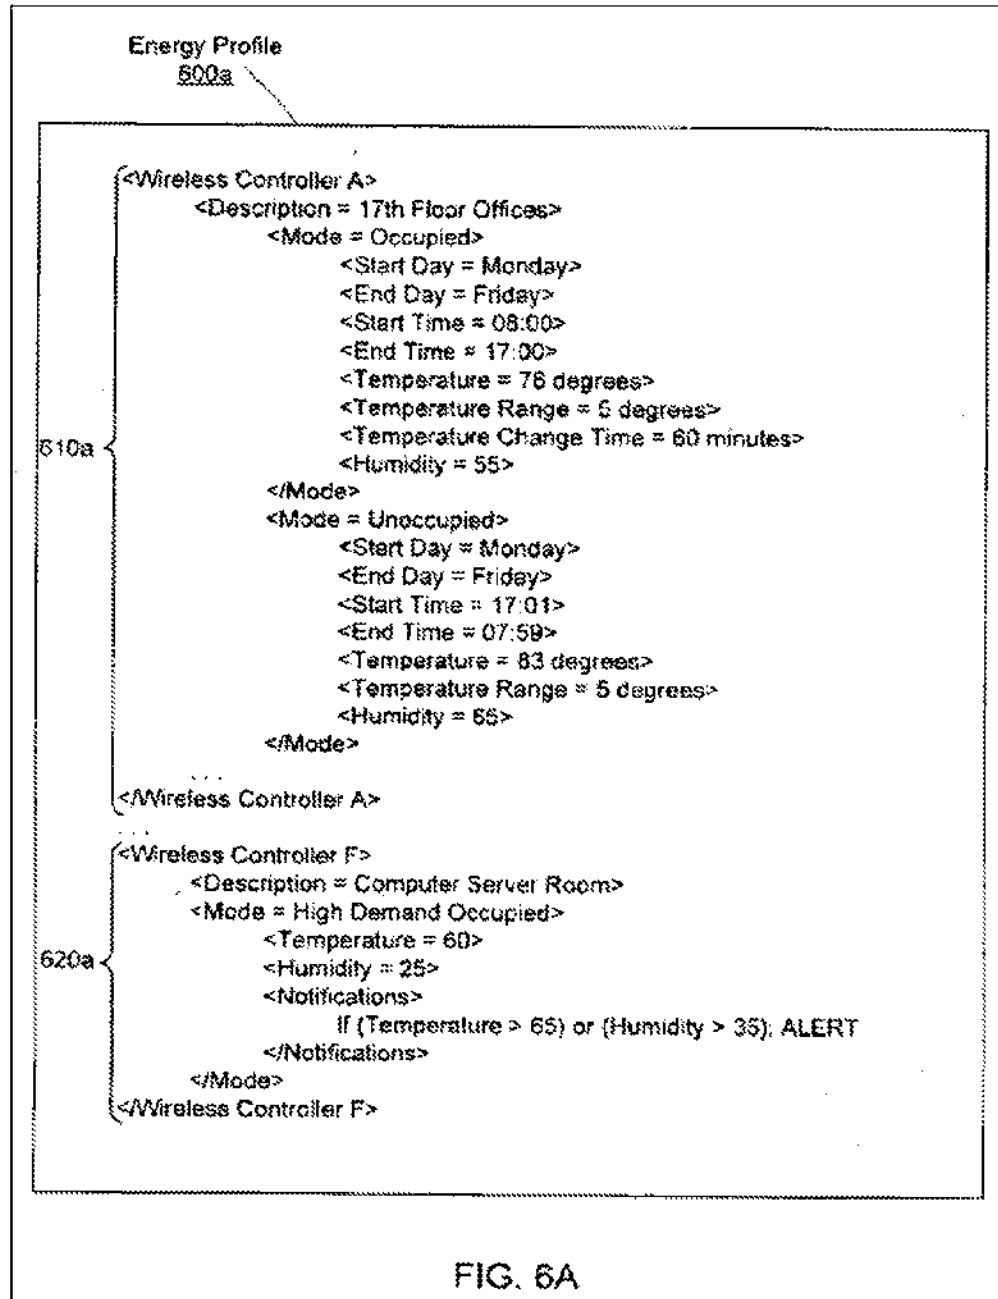 Energy Profile
600a
<Wireless Controller A>
<Description = 17th Floor Offices>
<Mode = Occupied>
<Start Day = Monday>
<End Day = Friday>
<Start Time = 08:00>
<End Time = 17:00>
<Temperature = 76 degrees>
<Temperature Range = 5 degrees>
<Temperature Change Time = 60 minutes>
610a
<Humidity = 55>
</Mode>
<Mode = Unoccupied>
<Start Day = Monday>
<End Day = Friday>
<Start Time = 17:01>
<End Time = 07:59>
<Temperature = 83 degrees>
<Temperature Range = 5 degrees>
<Humidity = 65>
</Mode>
...
</Wireless Controller A>
...
<Wireless Controller F>
<Description = Computer Server Room>
<Mode = High Demand Occupied>
<Temperature = 60>
620a
<Humidity = 25>
<Notifications>
If (Temperature > 65) or (Humidity > 35); ALERT
</Notifications>
</Mode>
</Wireless Controller F>
FIG. 6A